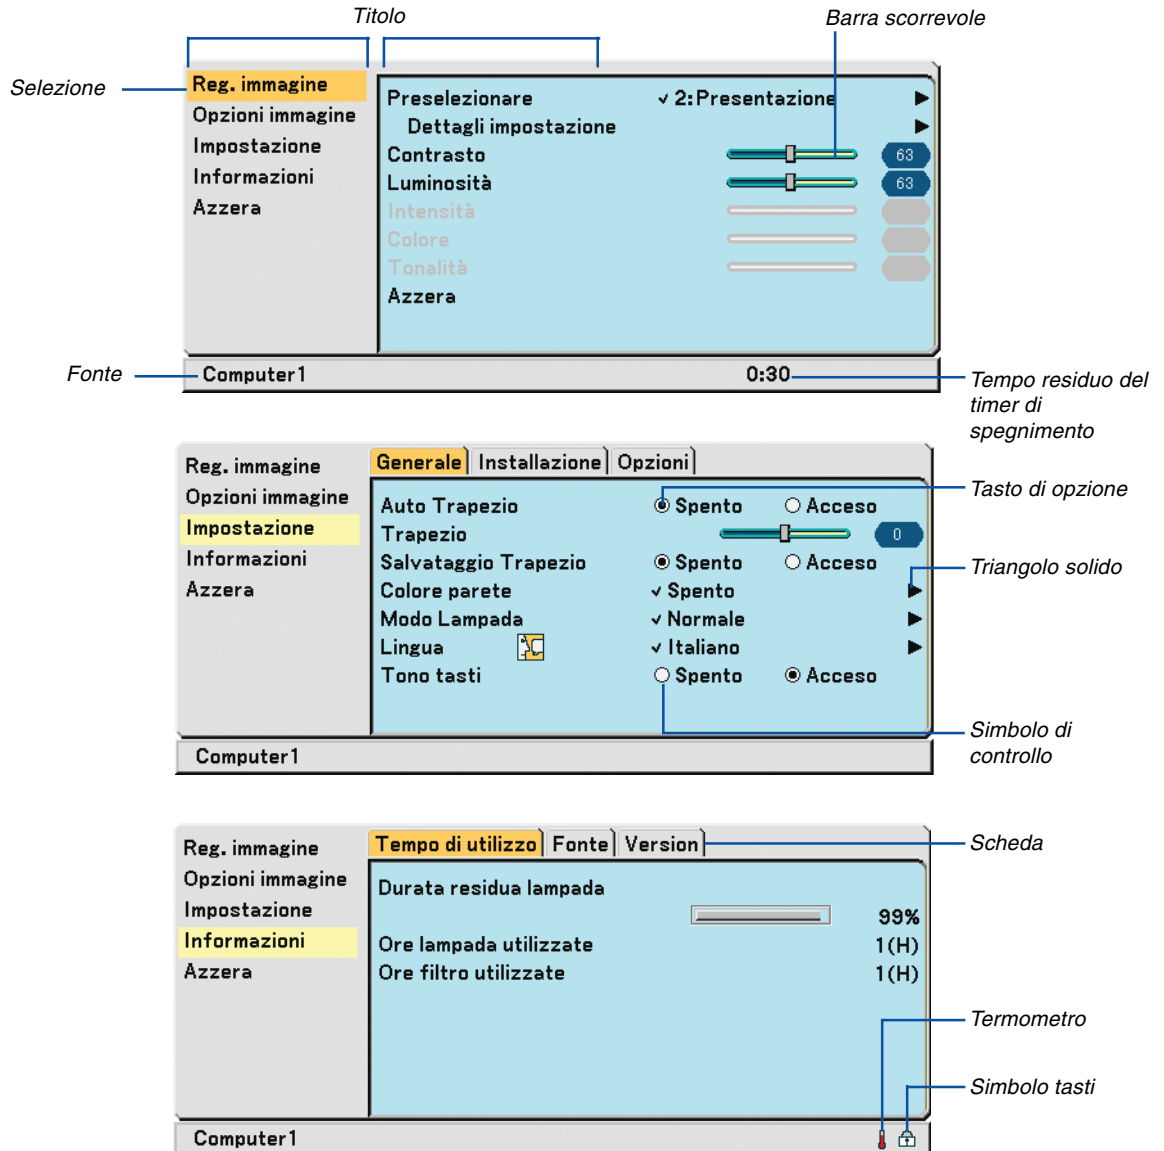 Titolo
Barra scorrevole
Selezione
Reg. immagine
Opzioni immagine
Impostazione
Informazioni
Azzera
Preselezionare ✓ 2:Presentazione
Dettagli impostazione
Contrasto 63
Luminosità 63
Intensità
Colore
Tonalità
Azzera
Fonte
Computer1 0:30
Tempo residuo del
timer di
spegnimento
Reg. immagine
Opzioni immagine
Impostazione
Informazioni
Azzera
Generale Installazione Opzioni
Auto Trapezio Spento Acceso
Trapezio 0
Salvataggio Trapezio Spento Acceso
Colore parete ✓ Spento
Modo Lampada ✓ Normale
Lingua ✓ Italiano
Tono tasti Spento Acceso
Tasto di opzione
Triangolo solido
Simbolo di
controllo
Computer1
Reg. immagine
Opzioni immagine
Impostazione
Informazioni
Azzera
Tempo di utilizzo Fonte Version
Scheda
Durata residua lampada
99%
Ore lampada utilizzate 1(H)
Ore filtro utilizzate 1(H)
Termometro
Simbolo tasti
Computer1